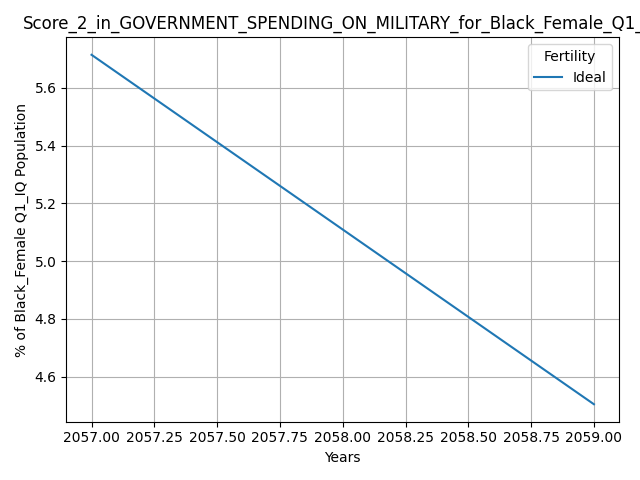 Score_2_in_GOVERNMENT_SPENDING_ON_MILITARY_for_Black_Female_Q1_
Fertility
Ideal
% of Black_Female Q1_IQ Population
5.6
5.4
5.2
5.0
4.8
4.6
2057.00 2057.25 2057.50 2057.75 2058.00 2058.25 2058.50 2058.75 2059.00
Years